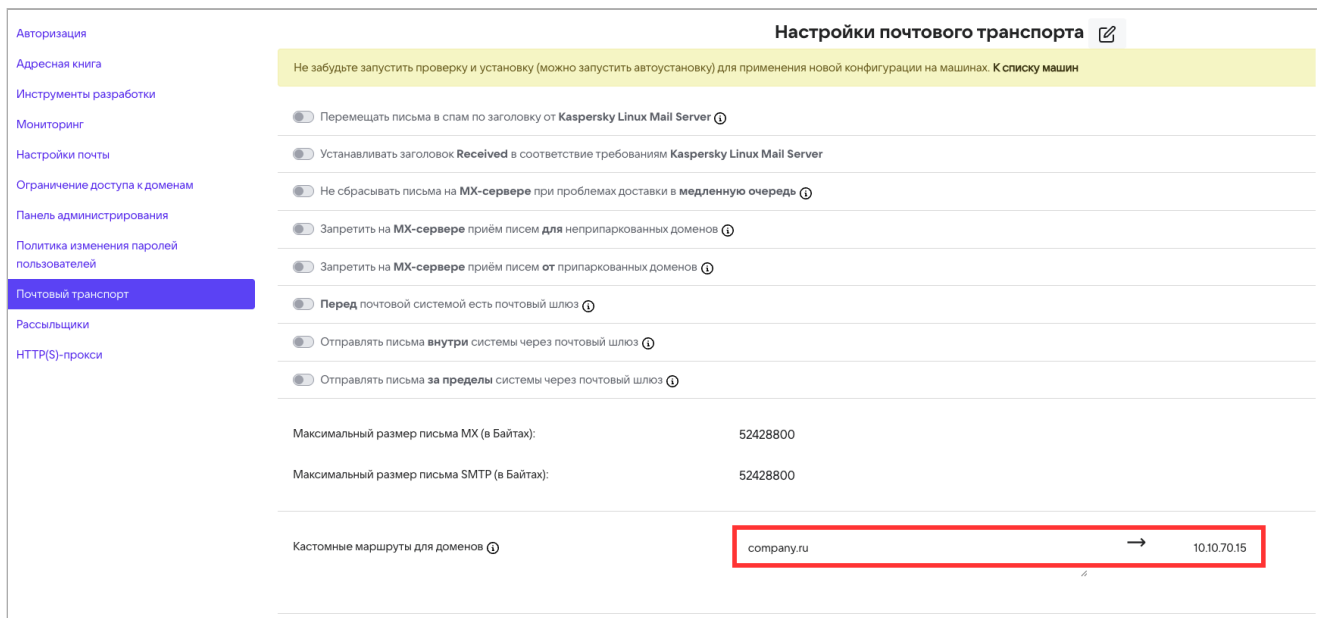 Настройки почтового транспорта
Авторизация
Адресная книга
Инструменты разработки
Мониторинг
Настройки почты
Ограничение доступа к доменам
Панель администрирования
Политика изменения паролей
пользователей
Почтовый транспорт
Рассыльщики
HTTP(S)-прокси
Не забудьте запустить проверку и установку (можно запустить автоустановку) для применения новой конфигурации на машинах. К списку машин
Перемещать письма в спам по заголовку от Kaspersky Linux Mail Server
Устанавливать заголовок Received в соответствие требованиям Kaspersky Linux Mail Server
Не сбрасывать письма на MX-сервере при проблемах доставки в медленную очередь
Запретить на MX-сервере приём писем для неприпаркованных доменов
Запретить на MX-сервере приём писем от припаркованных доменов
Перед почтовой системой есть почтовый шлюз
Отправлять письма внутри системы через почтовый шлюз
Отправлять письма за пределы системы через почтовый шлюз
Максимальный размер письма MX (в Байтах): 52428800
Максимальный размер письма SMTP (в Байтах): 52428800
Кастомные маршруты для доменов company.ru → 10.10.70.15